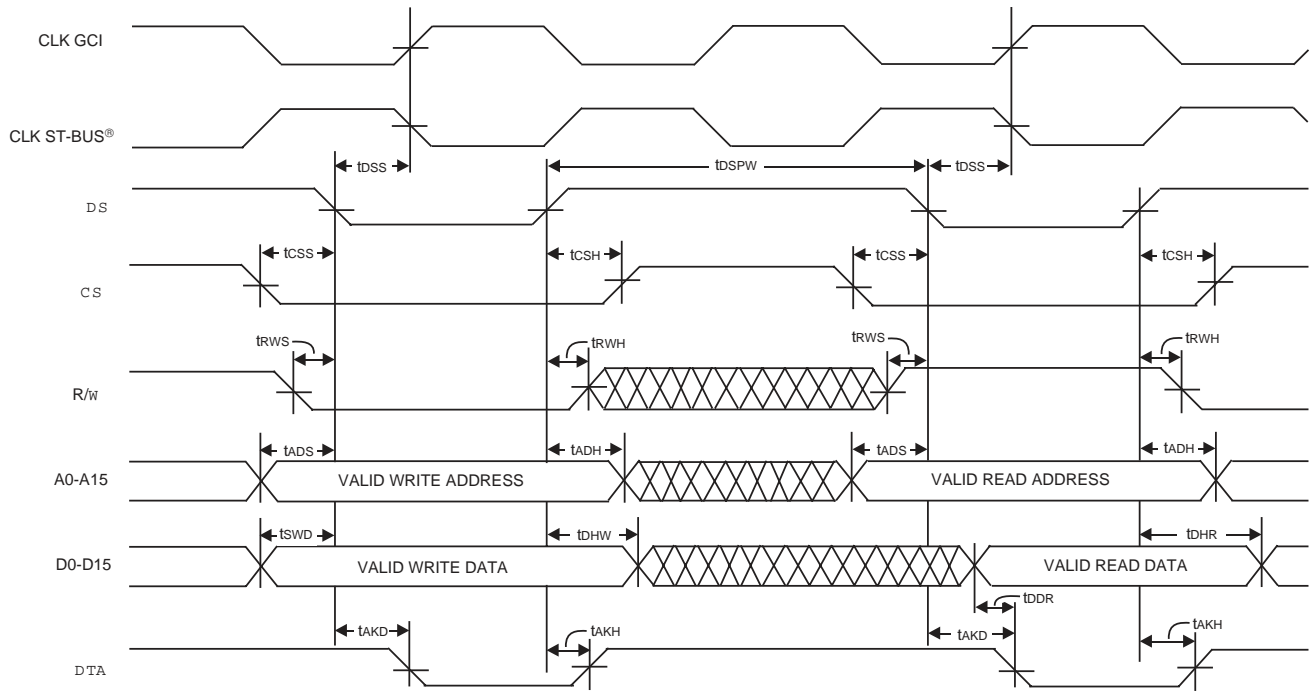 CLK GCI
CLK ST-BUS®
tDSS
tDSPW
tDSS
DS
tCSS
tCSH
tCSS
tCSH
CS
tRWS
tRWH
tRWS
tRWH
R/W
tADS
tADH
tADS
tADH
A0-A15
VALID WRITE ADDRESS
VALID READ ADDRESS
tSWD
tDHW
tDHR
D0-D15
VALID WRITE DATA
VALID READ DATA
tDDR
tAKD
tAKH
tAKD
tAKH
DTA